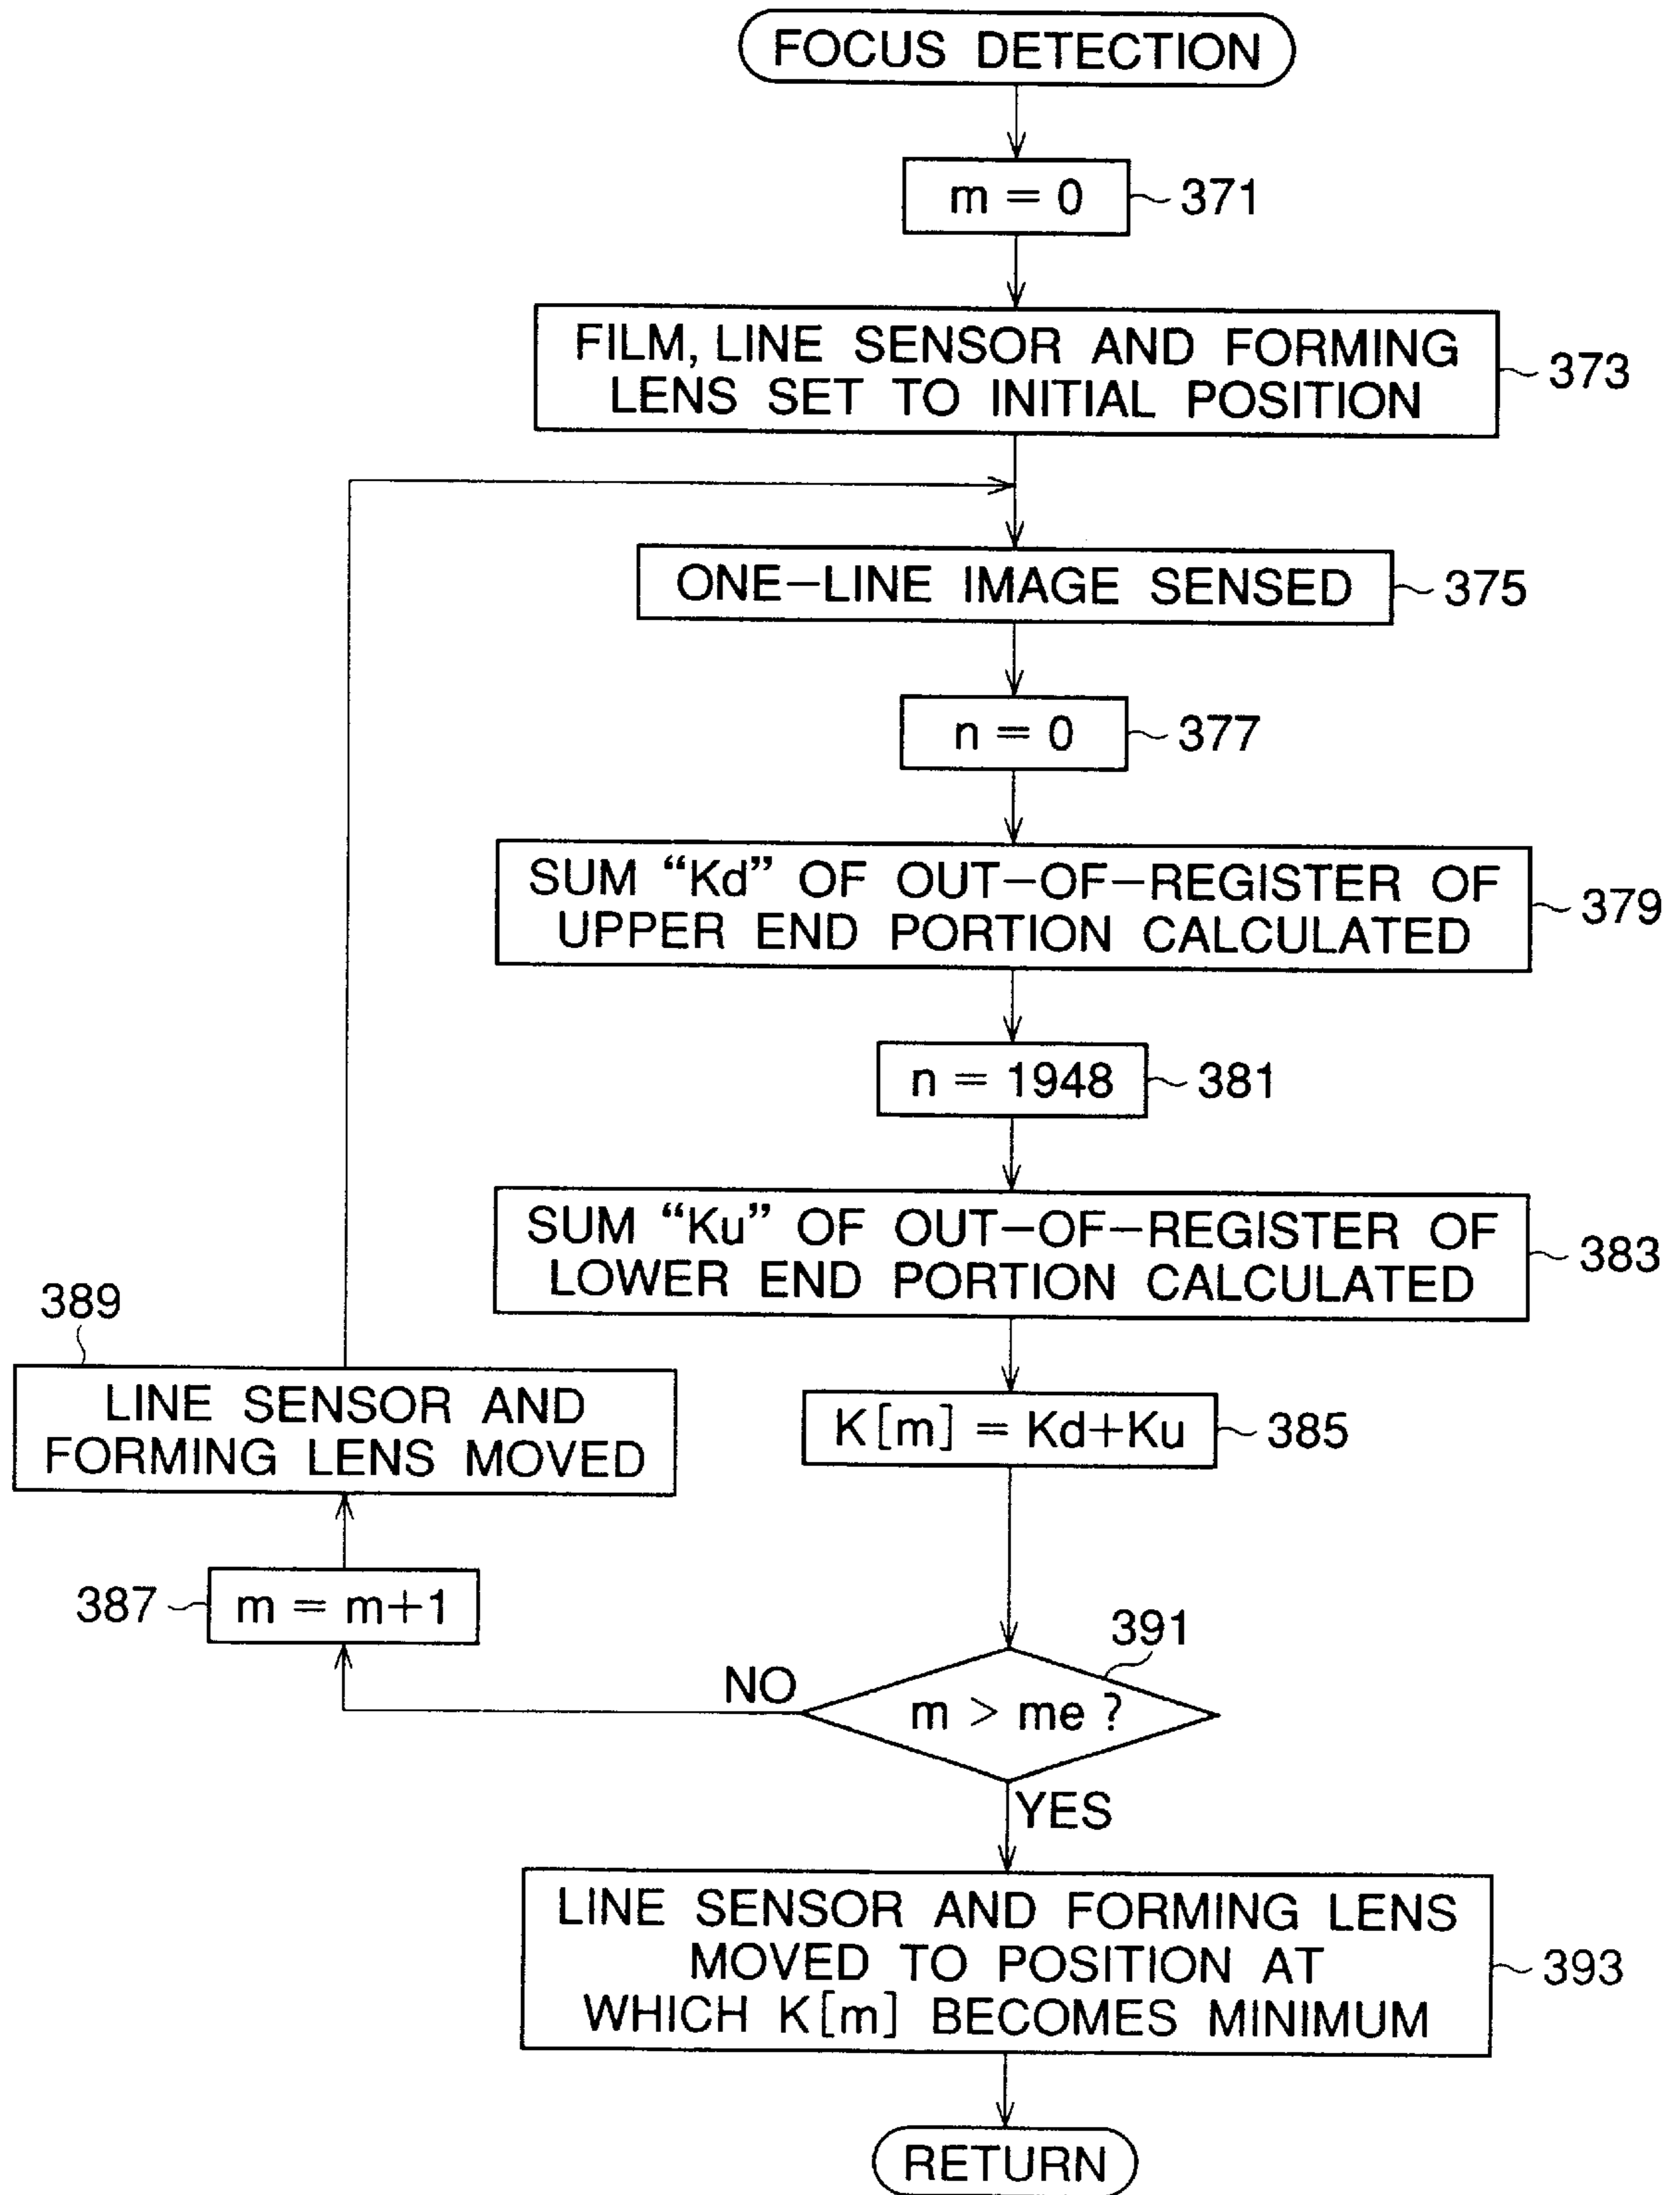 FOCUS DETECTION
m = 0
371
FILM, LINE SENSOR AND FORMING
LENS SET TO INITIAL POSITION
373
ONE-LINE IMAGE SENSED
375
n = 0
377
SUM “Kd” OF OUT-OF-REGISTER OF
UPPER END PORTION CALCULATED
379
n = 1948
381
SUM “Ku” OF OUT-OF-REGISTER OF
LOWER END PORTION CALCULATED
383
K[m] = Kd+Ku
385
m > me ?
391
NO
387
m = m+1
389
LINE SENSOR AND
FORMING LENS MOVED
YES
LINE SENSOR AND FORMING LENS
MOVED TO POSITION AT
WHICH K[m] BECOMES MINIMUM
393
RETURN